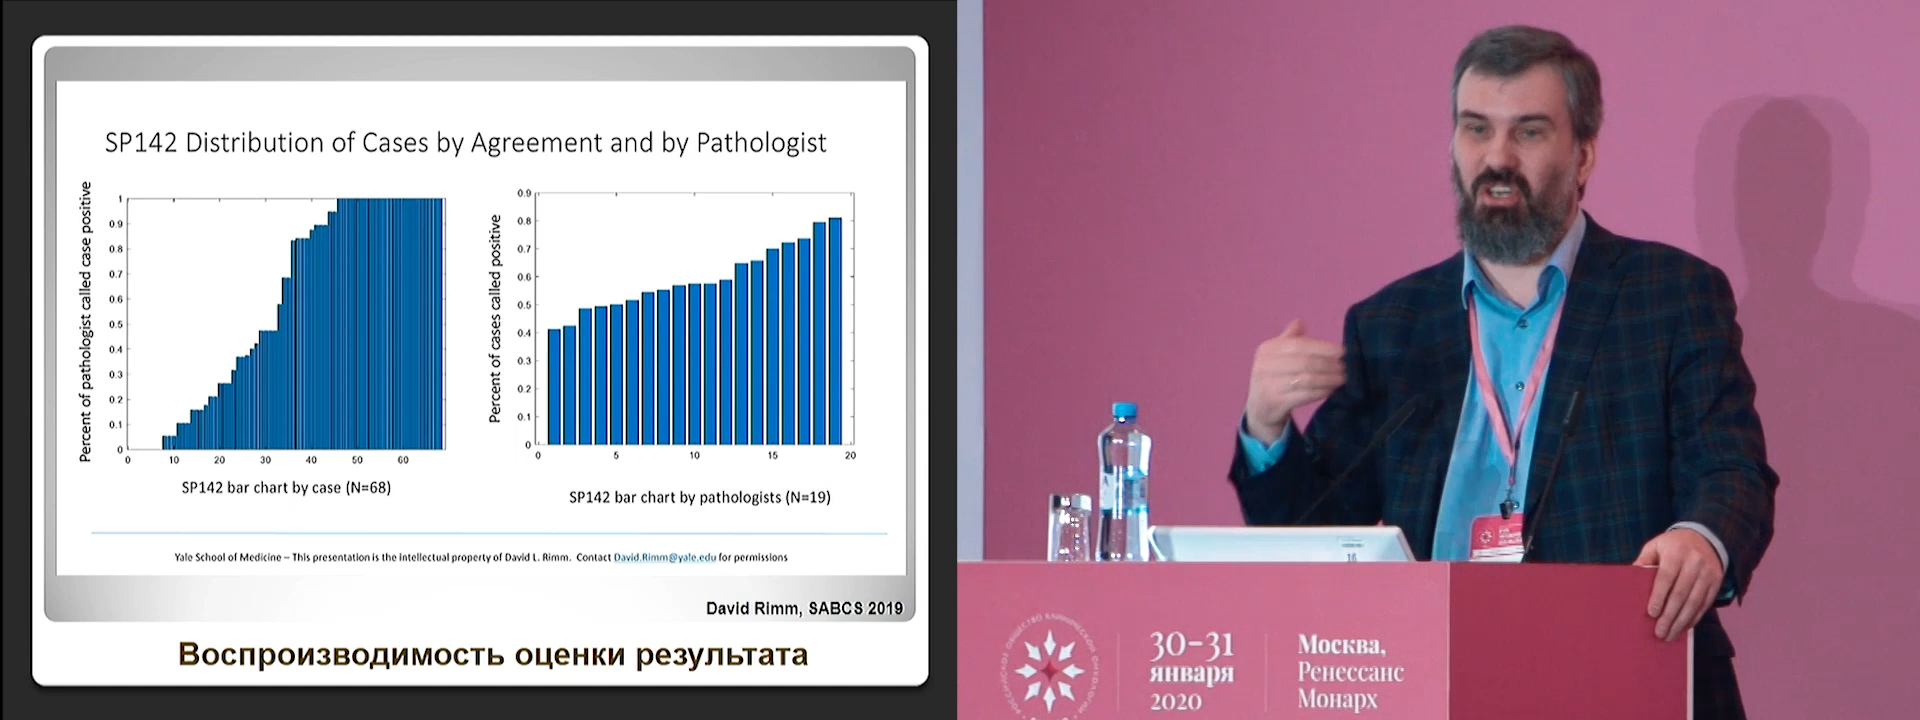 SP142 Distribution of Cases by Agreement and by Pathologist
Percent of pathologist called case positive
1
0.9
0.8
0.7
0.6
0.5
0.4
0.3
0.2
0.1
0
0 10 20 30 40 50 60
SP142 bar chart by case (N=68)
Percent of cases called positive
0.9
0.8
0.7
0.6
0.5
0.4
0.3
0.2
0.1
0
0 5 10 15 20
SP142 bar chart by pathologists (N=19)
Yale School of Medicine – This presentation is the intellectual property of David L. Rimm. Contact David.Rimm@yale.edu for permissions
David Rimm, SABCS 2019
Воспроизводимость оценки результата
16
РОССИЙСКОЕ ОБЩЕСТВО КЛИНИЧЕСКОЙ ОНКОЛОГИИ
30–31
января
2020
Москва,
Ренессанс
Монарх